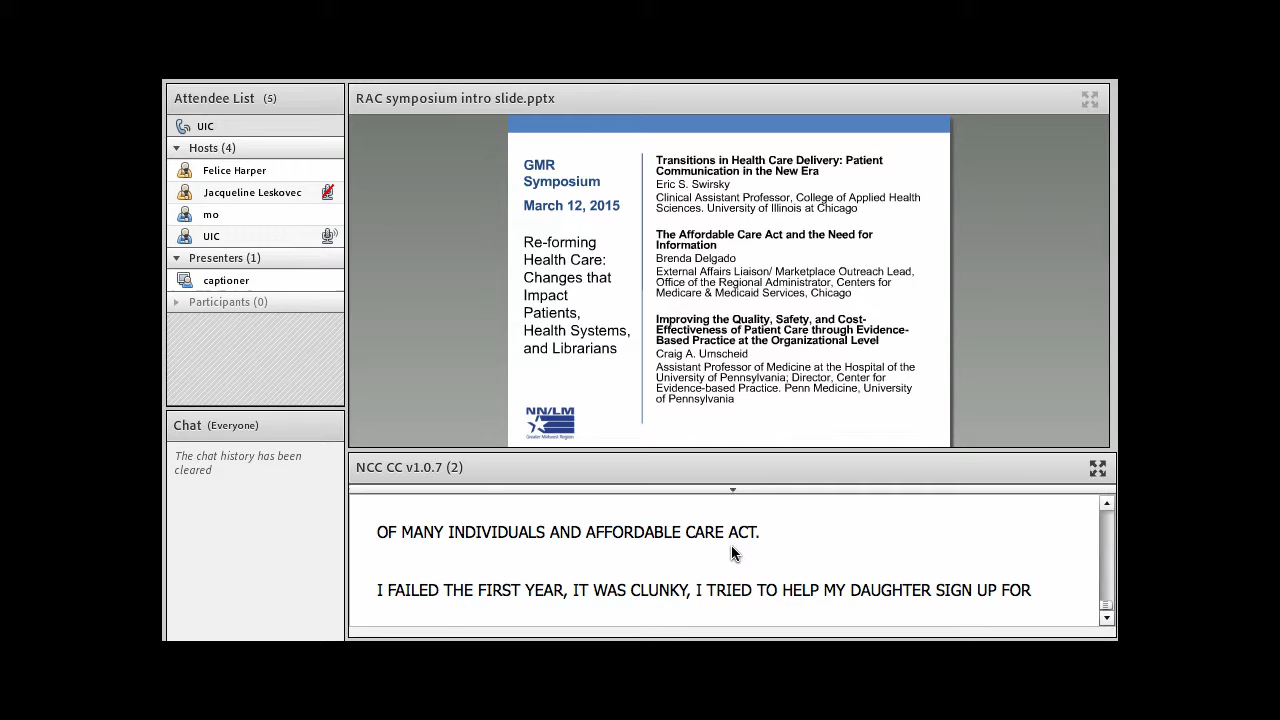 Attendee List (5)
UIC
Hosts (4)
Felice Harper
Jacqueline Leskovec
mo
UIC
Presenters (1)
captioner
Participants (0)
Chat (Everyone)
The chat history has been
cleared
RAC symposium intro slide.pptx
GMR
Symposium
March 12, 2015
Re-forming
Health Care:
Changes that
Impact
Patients,
Health Systems,
and Librarians
NN/LM
Greater Midwest Region
Transitions in Health Care Delivery: Patient
Communication in the New Era
Eric S. Swirsky
Clinical Assistant Professor, College of Applied Health
Sciences. University of Illinois at Chicago
The Affordable Care Act and the Need for
Information
Brenda Delgado
External Affairs Liaison/ Marketplace Outreach Lead,
Office of the Regional Administrator, Centers for
Medicare & Medicaid Services, Chicago
Improving the Quality, Safety, and Cost-
Effectiveness of Patient Care through Evidence-
Based Practice at the Organizational Level
Craig A. Umscheid
Assistant Professor of Medicine at the Hospital of the
University of Pennsylvania; Director, Center for
Evidence-based Practice. Penn Medicine, University
of Pennsylvania
NCC CC v1.0.7 (2)
OF MANY INDIVIDUALS AND AFFORDABLE CARE ACT.
I FAILED THE FIRST YEAR, IT WAS CLUNKY, I TRIED TO HELP MY DAUGHTER SIGN UP FOR